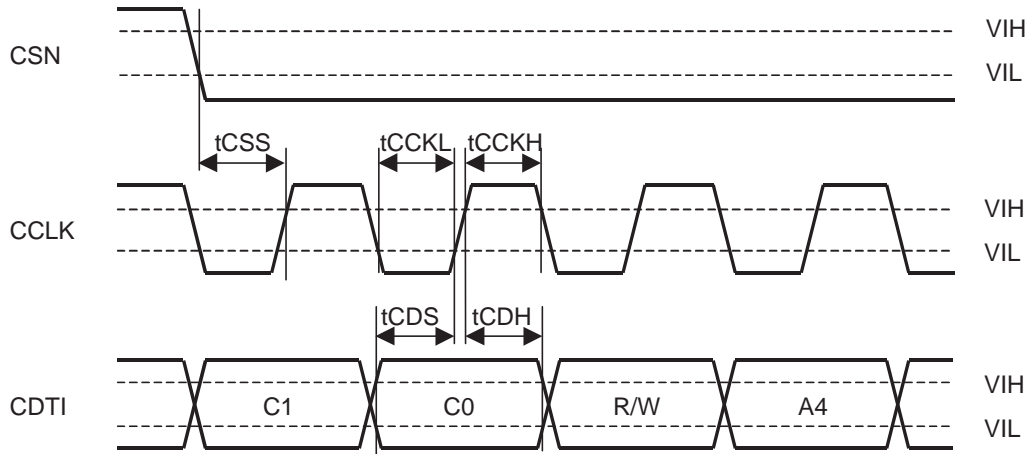 CSN
VIH
VIL
tCSS
tCCKL
tCCKH
CCLK
VIH
VIL
tCDS
tCDH
CDTI
C1
C0
R/W
A4
VIH
VIL